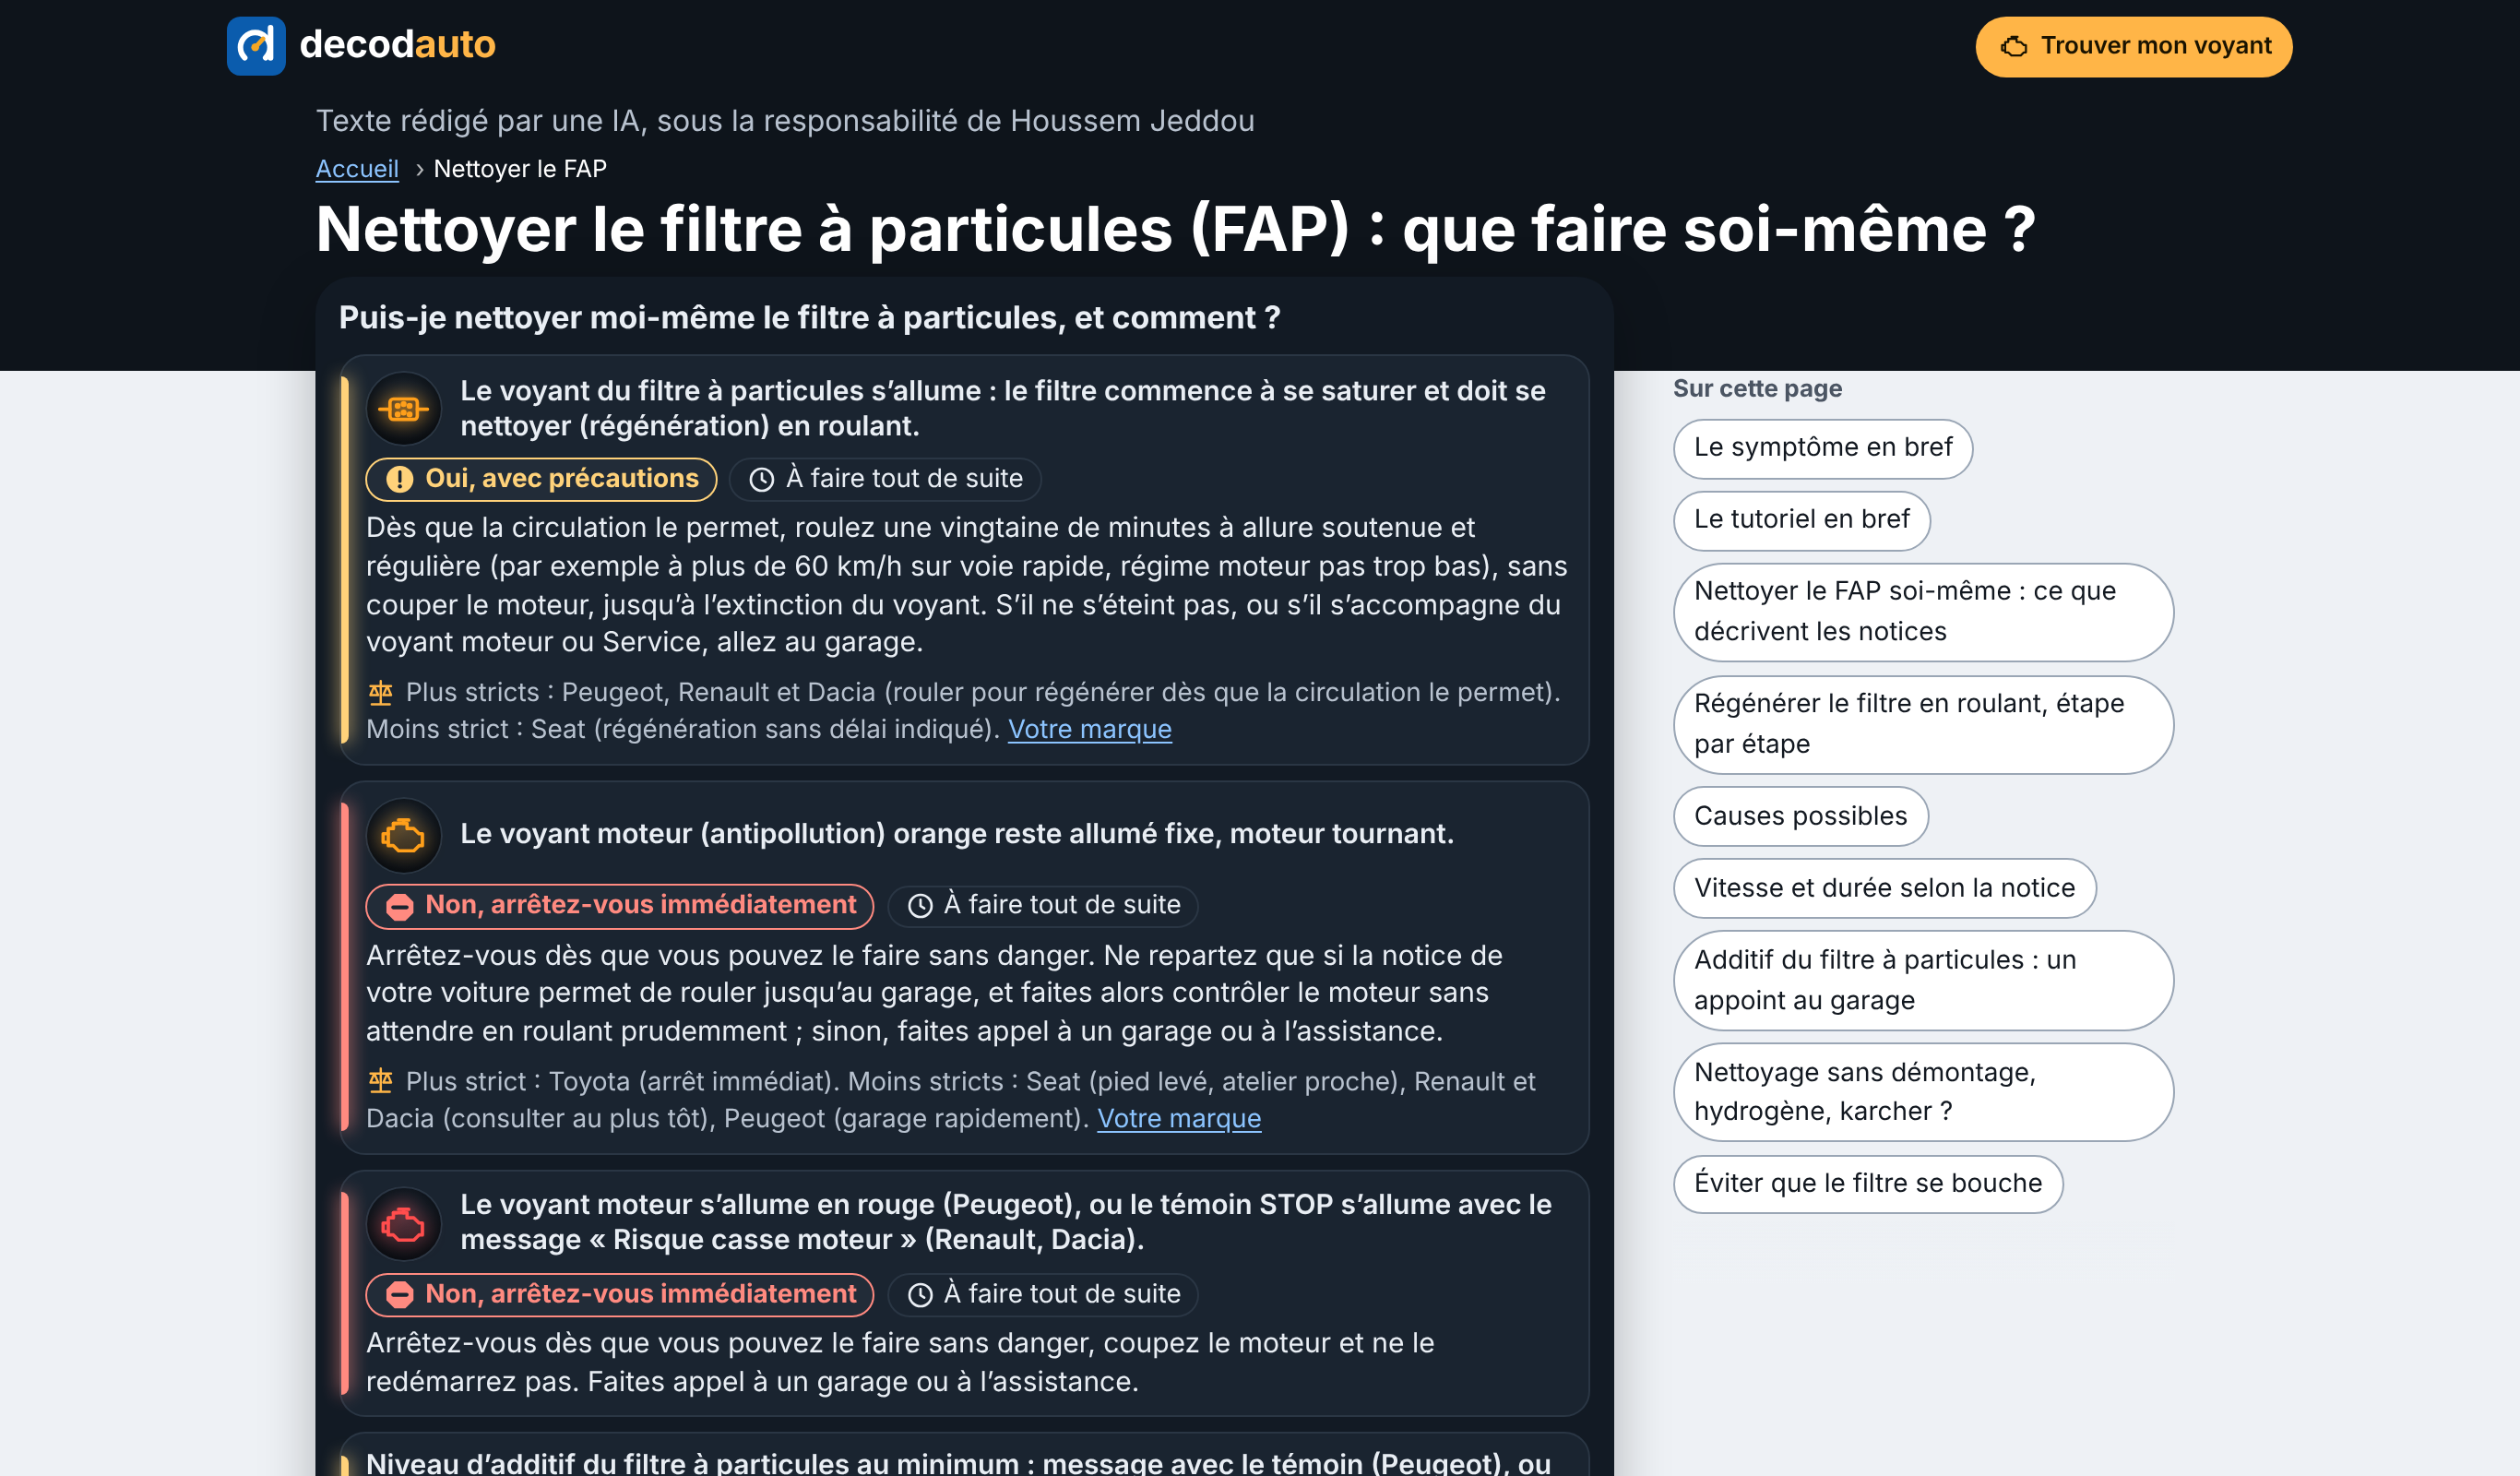 decodauto
Trouver mon voyant
Texte rédigé par une IA, sous la responsabilité de Houssem Jeddou
Accueil › Nettoyer le FAP
Nettoyer le filtre à particules (FAP) : que faire soi-même ?
Puis-je nettoyer moi-même le filtre à particules, et comment ?
Le voyant du filtre à particules s’allume : le filtre commence à se saturer et doit se
nettoyer (régénération) en roulant.
Oui, avec précautions
À faire tout de suite
Dès que la circulation le permet, roulez une vingtaine de minutes à allure soutenue et
régulière (par exemple à plus de 60 km/h sur voie rapide, régime moteur pas trop bas), sans
couper le moteur, jusqu’à l’extinction du voyant. S’il ne s’éteint pas, ou s’il s’accompagne du
voyant moteur ou Service, allez au garage.
Plus stricts : Peugeot, Renault et Dacia (rouler pour régénérer dès que la circulation le permet).
Moins strict : Seat (régénération sans délai indiqué). Votre marque
Le voyant moteur (antipollution) orange reste allumé fixe, moteur tournant.
Non, arrêtez-vous immédiatement
À faire tout de suite
Arrêtez-vous dès que vous pouvez le faire sans danger. Ne repartez que si la notice de
votre voiture permet de rouler jusqu’au garage, et faites alors contrôler le moteur sans
attendre en roulant prudemment ; sinon, faites appel à un garage ou à l’assistance.
Plus strict : Toyota (arrêt immédiat). Moins stricts : Seat (pied levé, atelier proche), Renault et
Dacia (consulter au plus tôt), Peugeot (garage rapidement). Votre marque
Le voyant moteur s’allume en rouge (Peugeot), ou le témoin STOP s’allume avec le
message « Risque casse moteur » (Renault, Dacia).
Non, arrêtez-vous immédiatement
À faire tout de suite
Arrêtez-vous dès que vous pouvez le faire sans danger, coupez le moteur et ne le
redémarrez pas. Faites appel à un garage ou à l’assistance.
Niveau d’additif du filtre à particules au minimum : message avec le témoin (Peugeot), ou
Sur cette page
Le symptôme en bref
Le tutoriel en bref
Nettoyer le FAP soi-même : ce que
décrivent les notices
Régénérer le filtre en roulant, étape
par étape
Causes possibles
Vitesse et durée selon la notice
Additif du filtre à particules : un
appoint au garage
Nettoyage sans démontage,
hydrogène, karcher ?
Éviter que le filtre se bouche